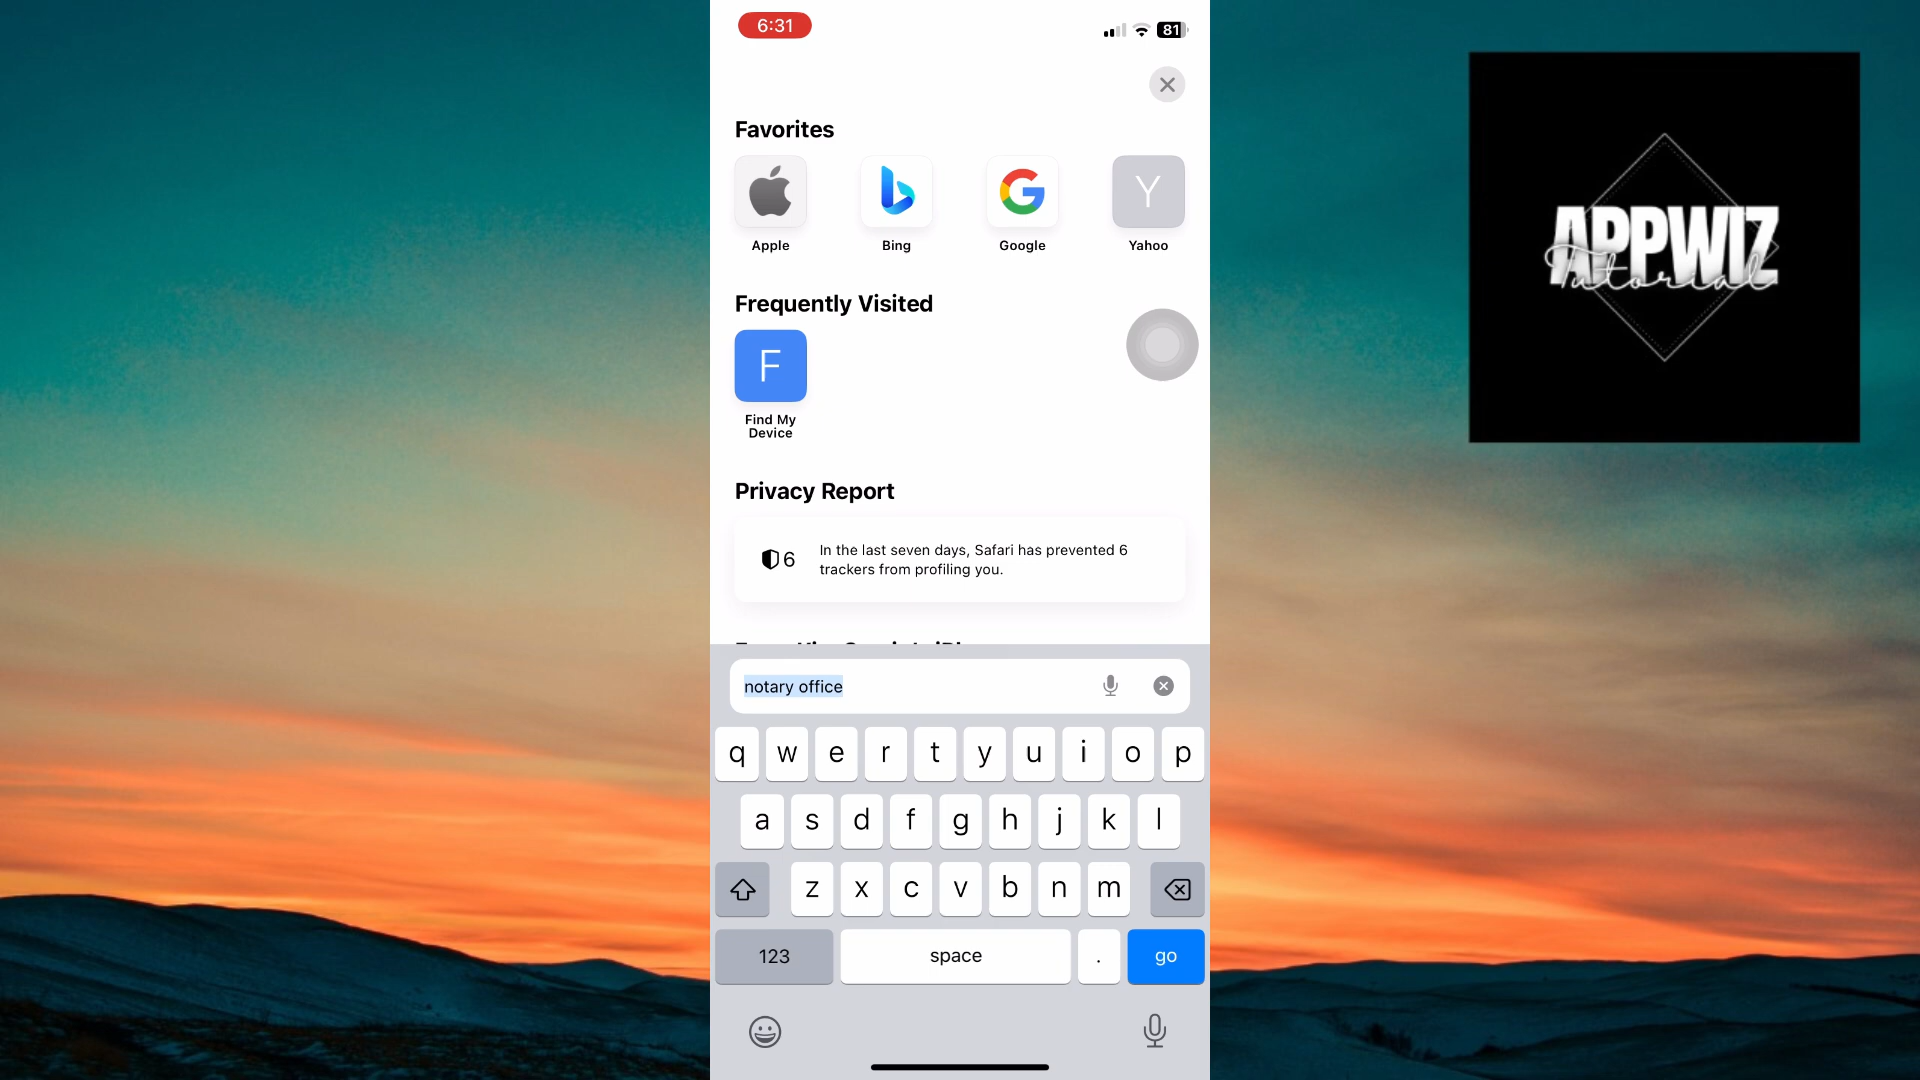 6:31
81
Favorites
Apple
Bing
Google
Y
Yahoo
Frequently Visited
F
Find My
Device
Privacy Report
6
In the last seven days, Safari has prevented 6
trackers from profiling you.
notary office
q w e r t y u i o p
a s d f g h j k l
z x c v b n m
123
space
.
go
APPWIZ
Tutorial